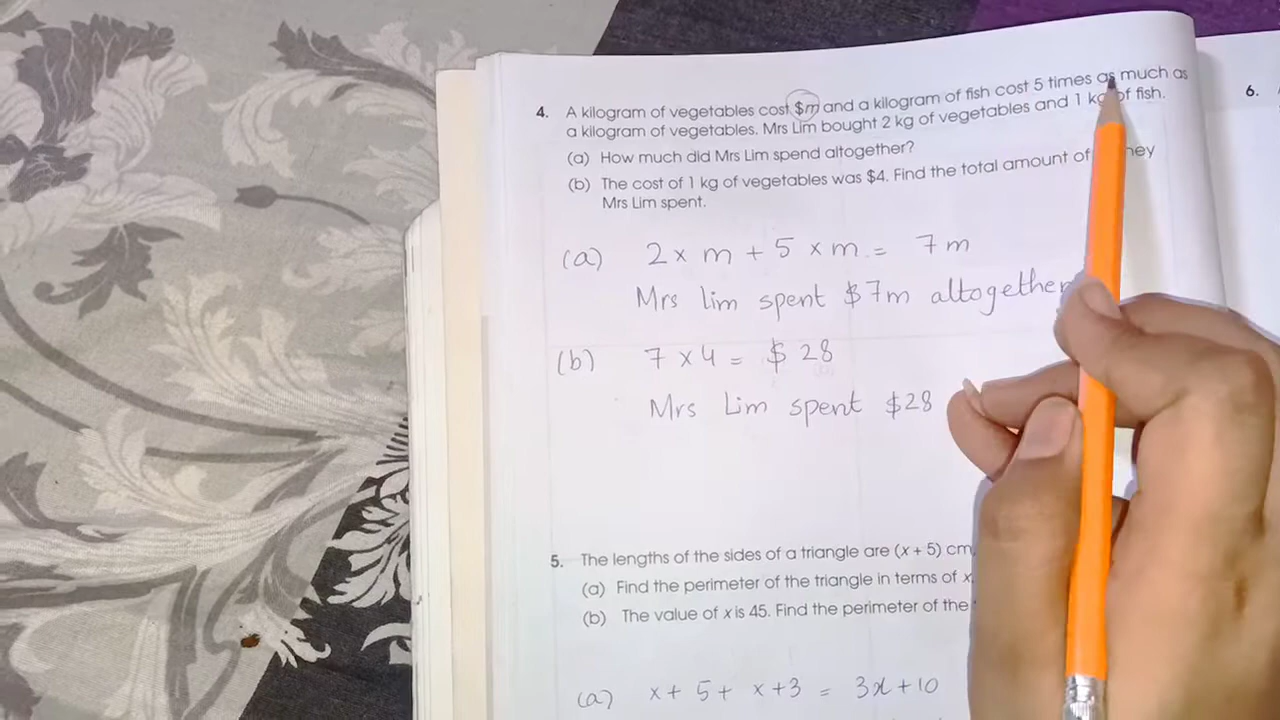 4. A kilogram of vegetables cost $m and a kilogram of fish cost 5 times as much as
a kilogram of vegetables. Mrs Lim bought 2 kg of vegetables and 1 kg of fish.
(a) How much did Mrs Lim spend altogether?
(b) The cost of 1 kg of vegetables was $4. Find the total amount of
Mrs Lim spent.
(a) 2 x m + 5 x m = 7m
Mrs lim spent $7m altogether
(b) 7 x 4 = $ 28
Mrs Lim spent $28
5. The lengths of the sides of a triangle are (x + 5) cm,
(a) Find the perimeter of the triangle in terms of x
(b) The value of x is 45. Find the perimeter of the
(a) x + 5 + x + 3 = 3x + 10
6.